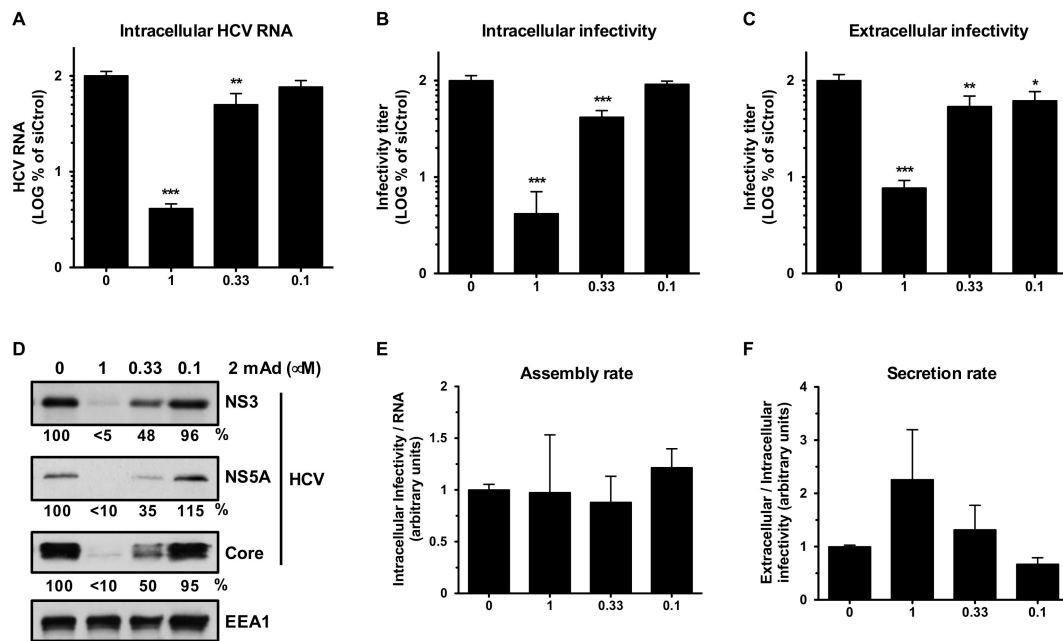 A
Intracellular HCV RNA
HCV RNA
(LOG % of siCtrol)
2
1
0
**
***
0
1
0.33
0.1
B
Intracellular infectivity
Infectivity titer
(LOG % of siCtrol)
2
1
0
***
***
0
1
0.33
0.1
C
Extracellular infectivity
Infectivity titer
(LOG % of siCtrol)
2
1
0
***
**
*
0
1
0.33
0.1
D
0 1 0.33 0.1 2 mAd (∝M)
NS3
100 <5 48 96 %
NS5A
HCV
100 <10 35 115 %
Core
100 <10 50 95 %
EEA1
E
Assembly rate
Intracellular Infectivity / RNA
(arbitrary units)
2
1.5
1
0.5
0
0
1
0.33
0.1
F
Secretion rate
Extracellular / Intracellular
infectivity (arbitrary units)
4
3
2
1
0
0
1
0.33
0.1